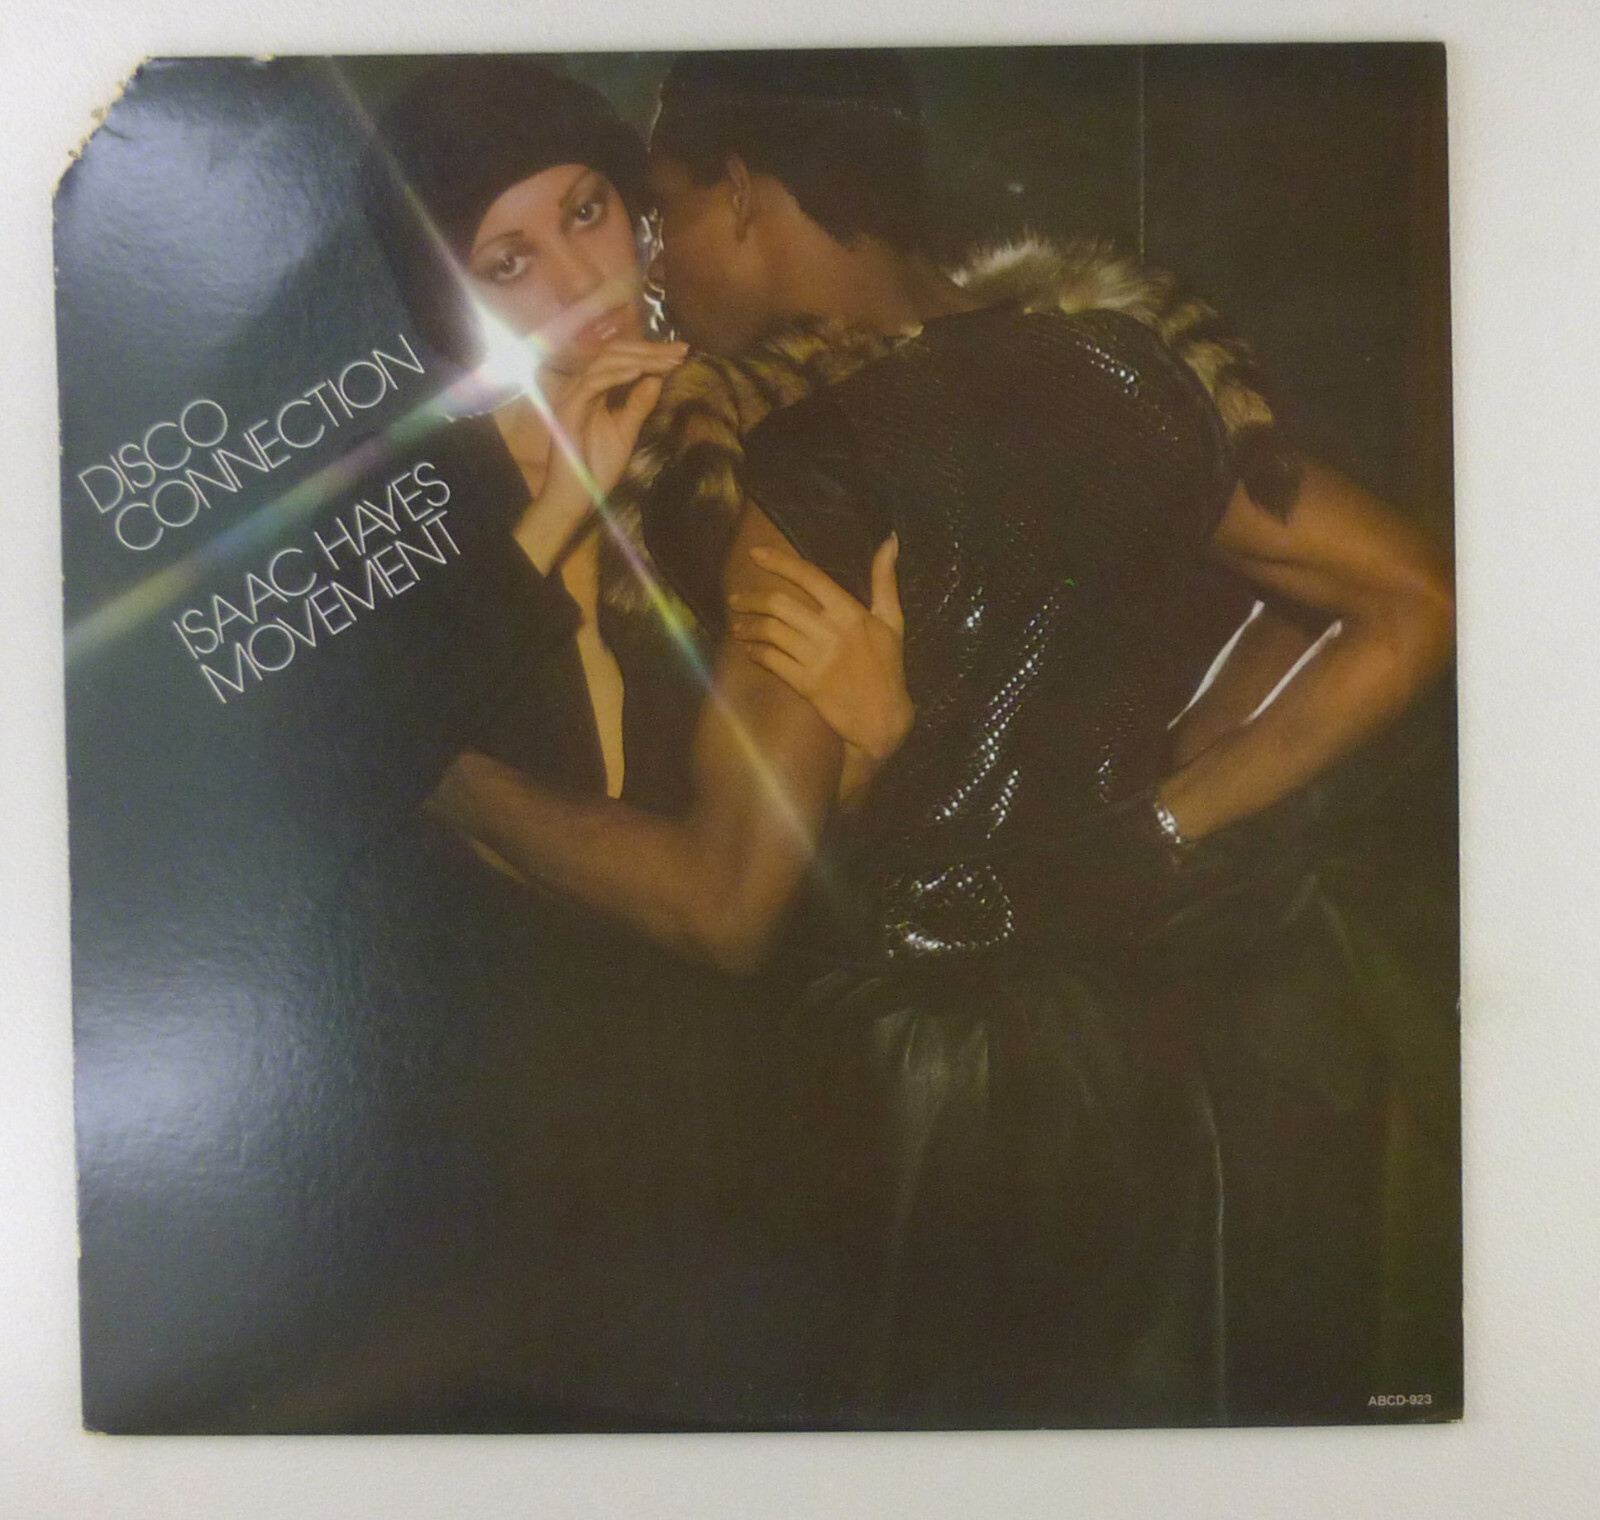 DISCO
CONNECTION
ISAAC HAYES
MOVEMENT
ABCD-923